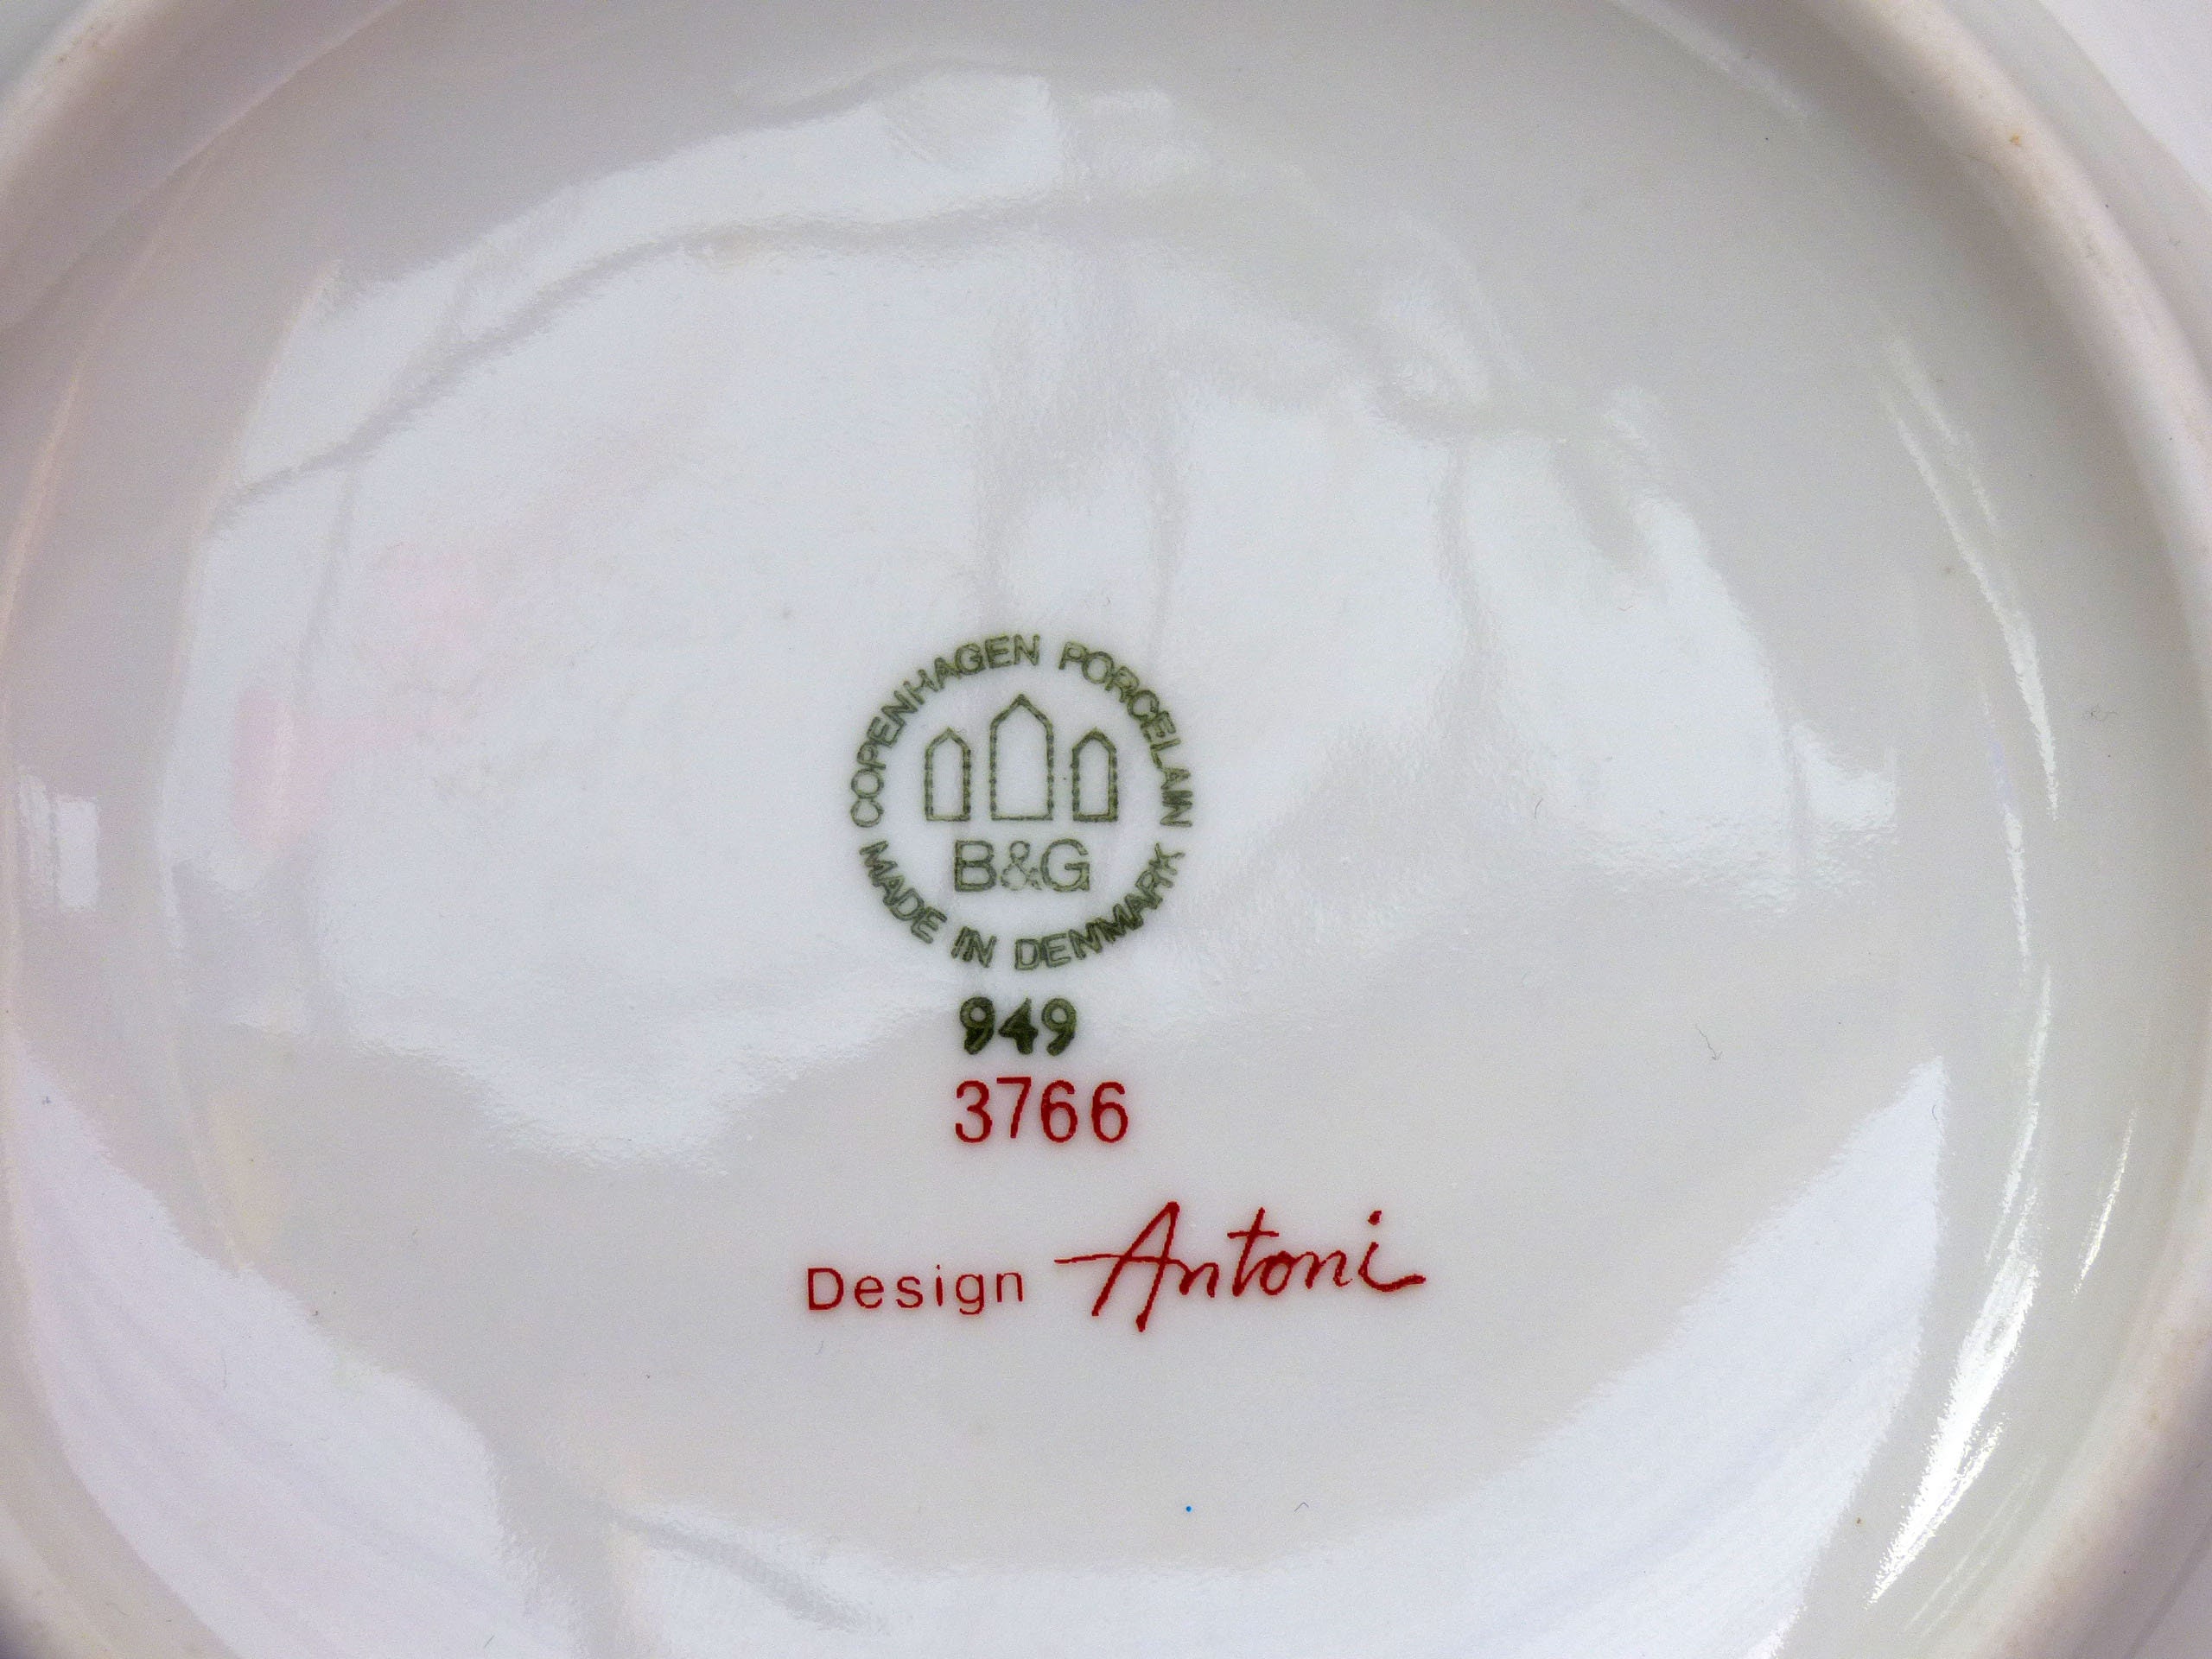 COPENHAGEN PORCELAIN
B&G
MADE IN DENMARK
949
3766
Design Antoni